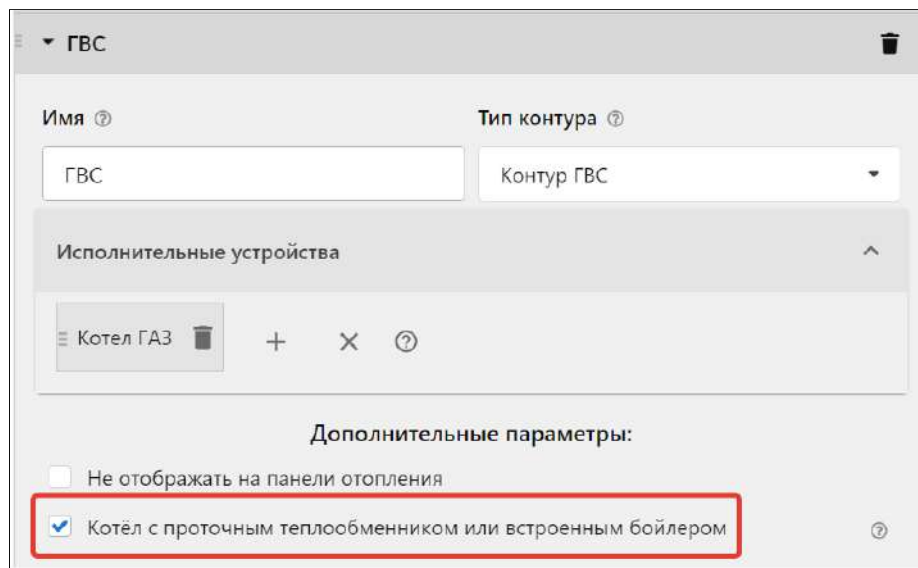 ГВС
Имя
Тип контура
ГВС
Контур ГВС
Исполнительные устройства
Котел ГАЗ
Дополнительные параметры:
Не отображать на панели отопления
Котёл с проточным теплообменником или встроенным бойлером